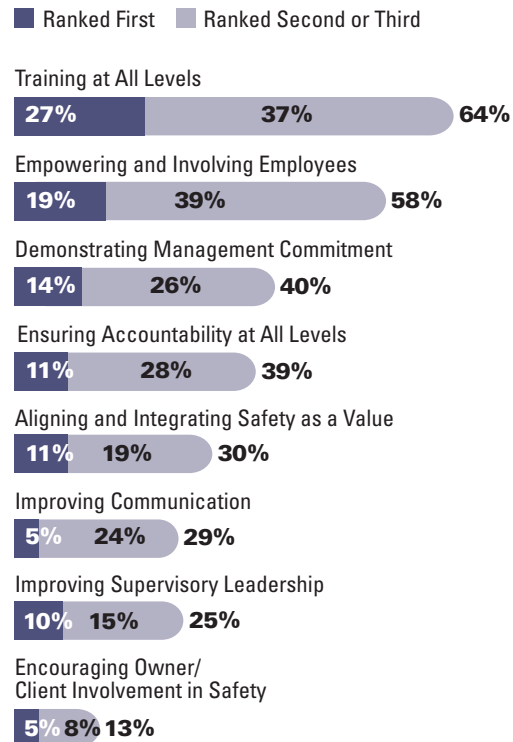 Ranked First Ranked Second or Third
Training at All Levels
27% 37% 64%
Empowering and Involving Employees
19% 39% 58%
Demonstrating Management Commitment
14% 26% 40%
Ensuring Accountability at All Levels
11% 28% 39%
Aligning and Integrating Safety as a Value
11% 19% 30%
Improving Communication
5% 24% 29%
Improving Supervisory Leadership
10% 15% 25%
Encouraging Owner/
Client Involvement in Safety
5% 8% 13%